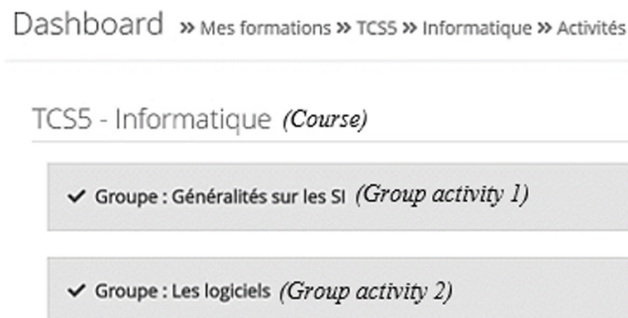 Dashboard » Mes formations » TCS5 » Informatique » Activités
TCS5 - Informatique (Course)
✔ Groupe : Généralités sur les SI (Group activity 1)
✔ Groupe : Les logiciels (Group activity 2)